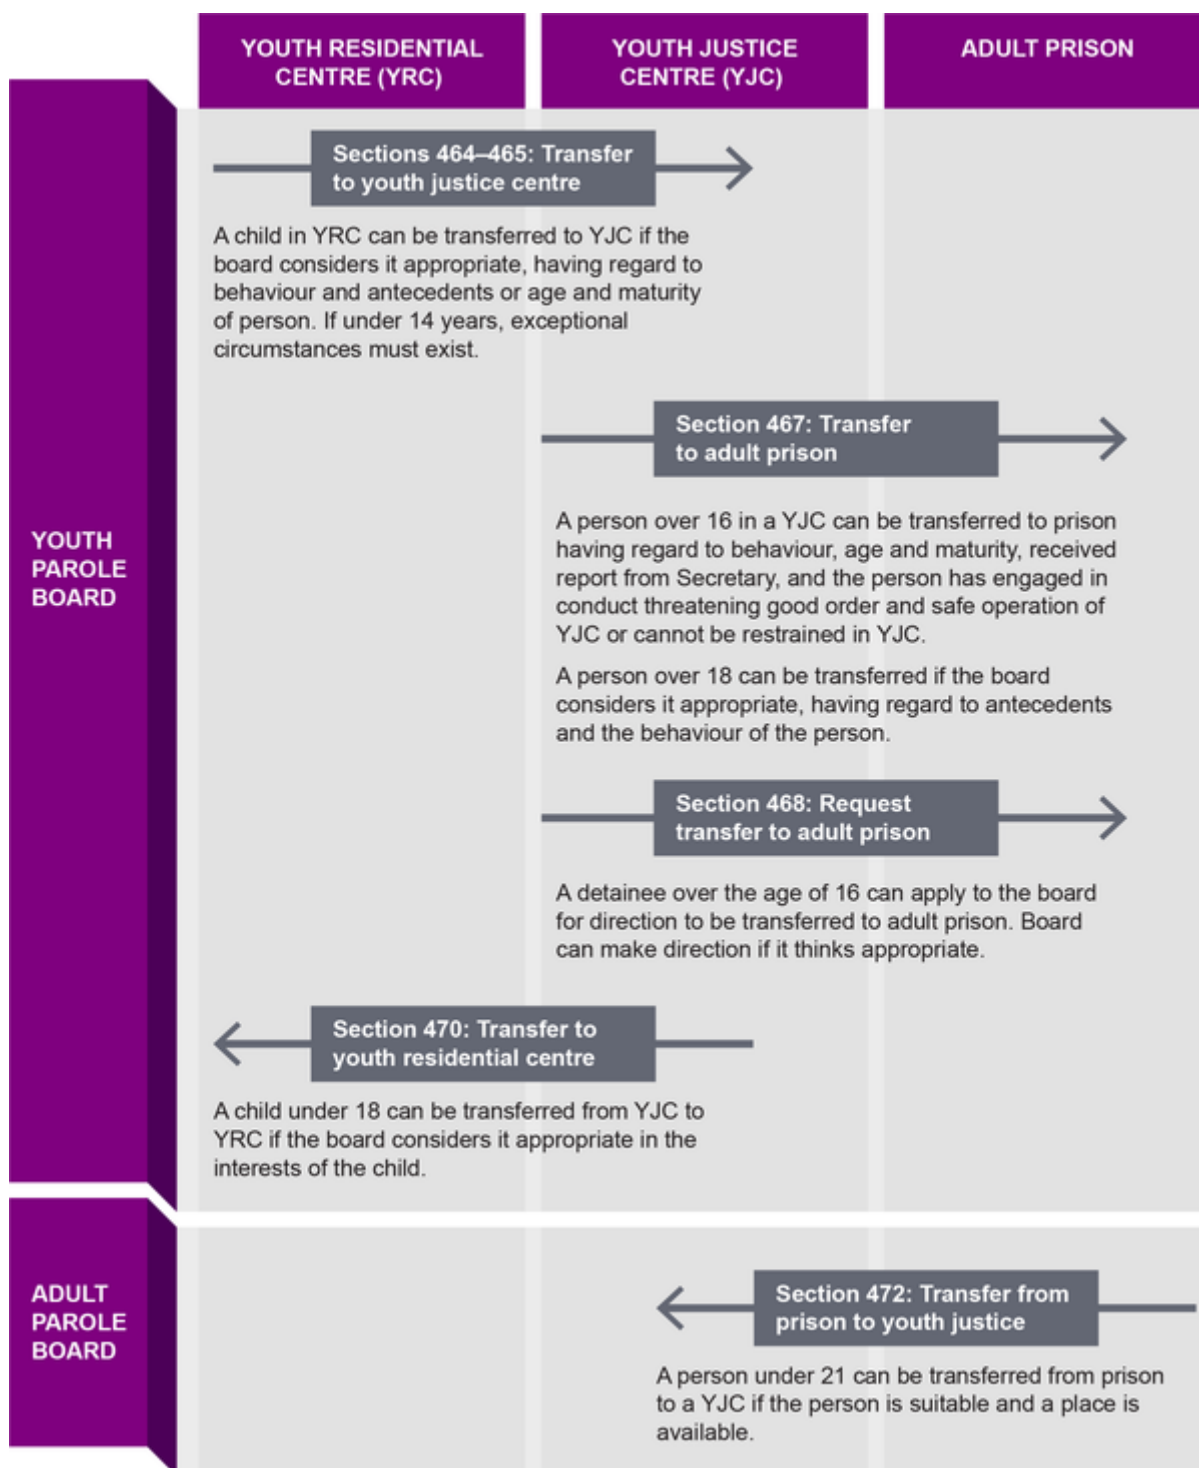 YOUTH RESIDENTIAL
CENTRE (YRC)
YOUTH JUSTICE
CENTRE (YJC)
ADULT PRISON
YOUTH
PAROLE
BOARD
Sections 464–465: Transfer
to youth justice centre
A child in YRC can be transferred to YJC if the
board considers it appropriate, having regard to
behaviour and antecedents or age and maturity
of person. If under 14 years, exceptional
circumstances must exist.
Section 467: Transfer
to adult prison
A person over 16 in a YJC can be transferred to prison
having regard to behaviour, age and maturity, received
report from Secretary, and the person has engaged in
conduct threatening good order and safe operation of
YJC or cannot be restrained in YJC.
A person over 18 can be transferred if the board
considers it appropriate, having regard to antecedents
and the behaviour of the person.
Section 468: Request
transfer to adult prison
A detainee over the age of 16 can apply to the board
for direction to be transferred to adult prison. Board
can make direction if it thinks appropriate.
Section 470: Transfer to
youth residential centre
A child under 18 can be transferred from YJC to
YRC if the board considers it appropriate in the
interests of the child.
ADULT
PAROLE
BOARD
Section 472: Transfer from
prison to youth justice
A person under 21 can be transferred from prison
to a YJC if the person is suitable and a place is
available.